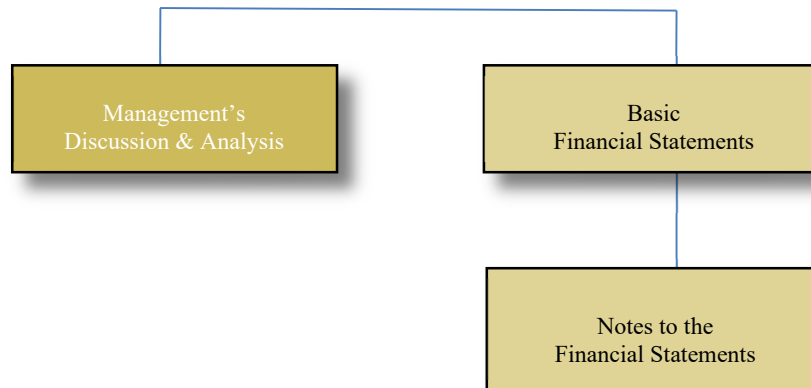 Management’s
Discussion & Analysis
Basic
Financial Statements
Notes to the
Financial Statements